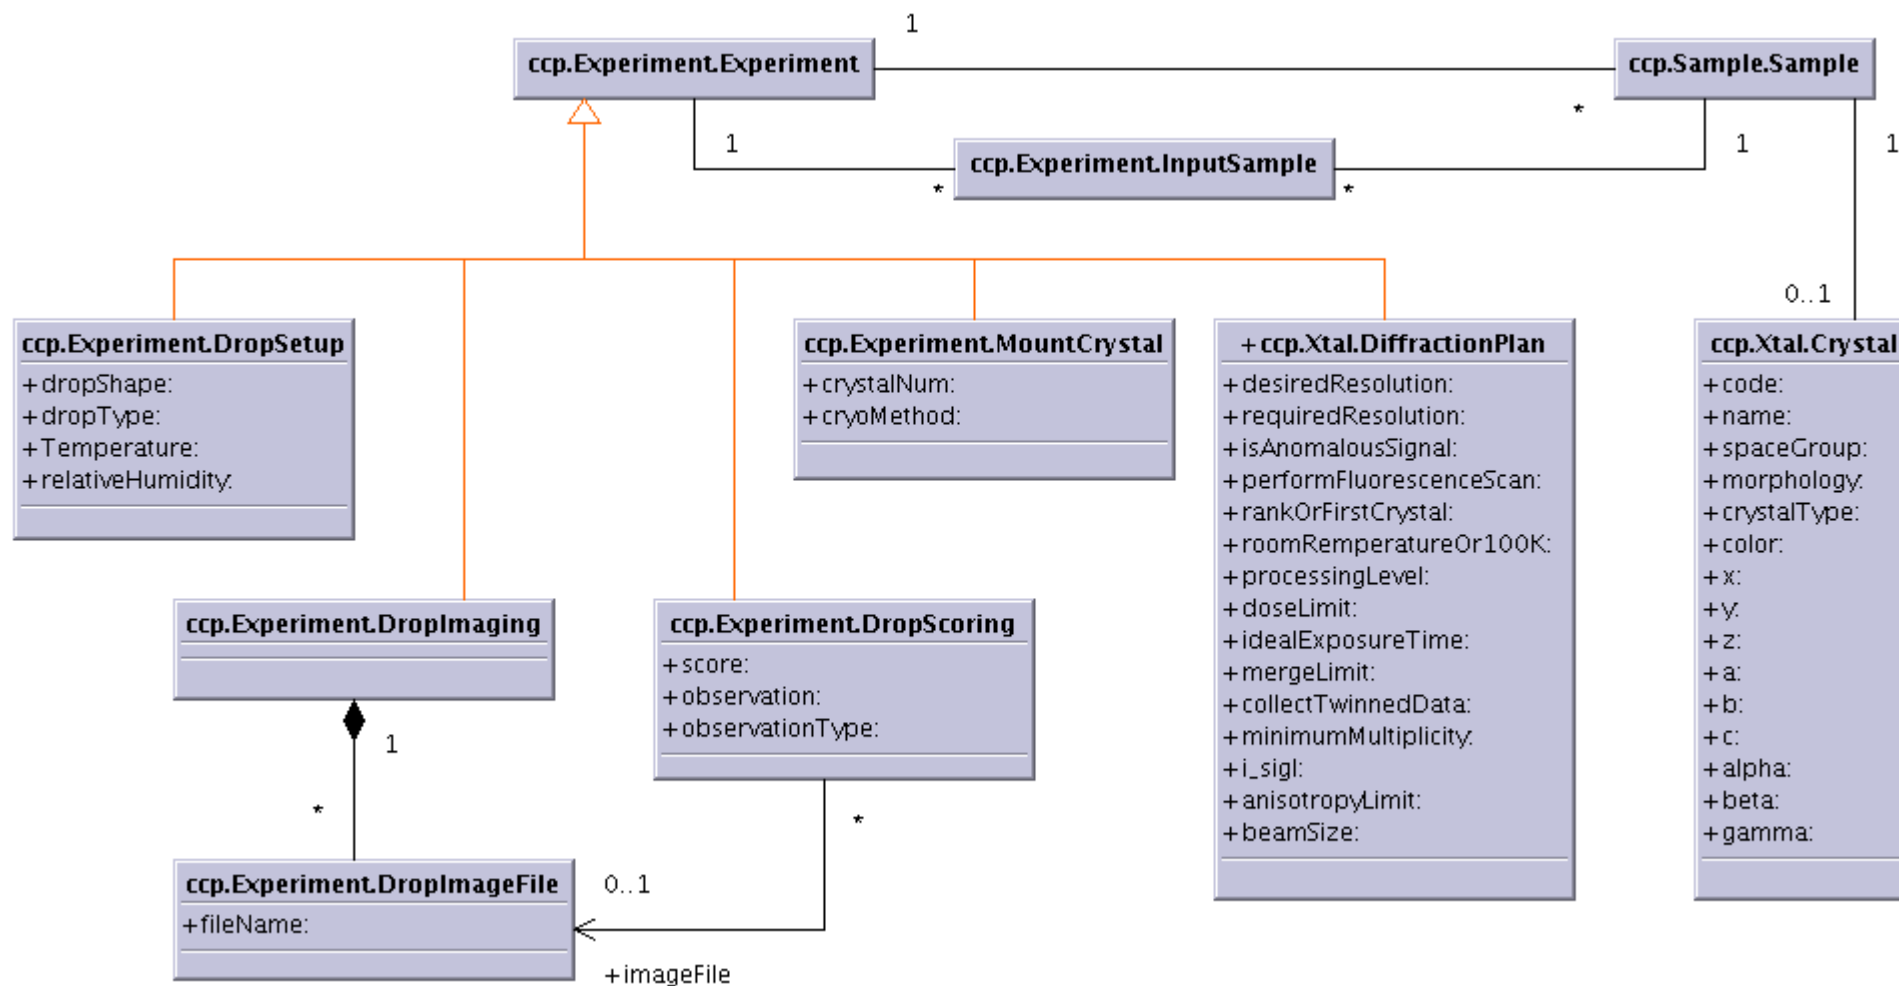 1
ccp.Experiment.Experiment
ccp.Sample.Sample
*
1
1
1
ccp.Experiment.InputSample
*
*
0..1
ccp.Experiment.DropSetup
+dropShape:
+dropType:
+Temperature:
+relativeHumidity:
ccp.Experiment.MountCrystal
+crystalNum:
+cryoMethod:
+ccp.Xtal.DiffractionPlan
+desiredResolution:
+requiredResolution:
+isAnomalousSignal:
+performFluorescenceScan:
+rankOrFirstCrystal:
+roomRemperatureOr100K:
+processingLevel:
+doseLimit:
+idealExposureTime:
+mergeLimit:
+collectTwinnedData:
+minimumMultiplicity:
+i_sigI:
+anisotropyLimit:
+beamSize:
ccp.Xtal.Crystal
+code:
+name:
+spaceGroup:
+morphology:
+crystalType:
+color:
+x:
+y:
+z:
+a:
+b:
+c:
+alpha:
+beta:
+gamma:
ccp.Experiment.DropImaging
1
*
ccp.Experiment.DropScoring
+score:
+observation:
+observationType:
*
ccp.Experiment.DropImageFile
+fileName:
0..1
+imageFile